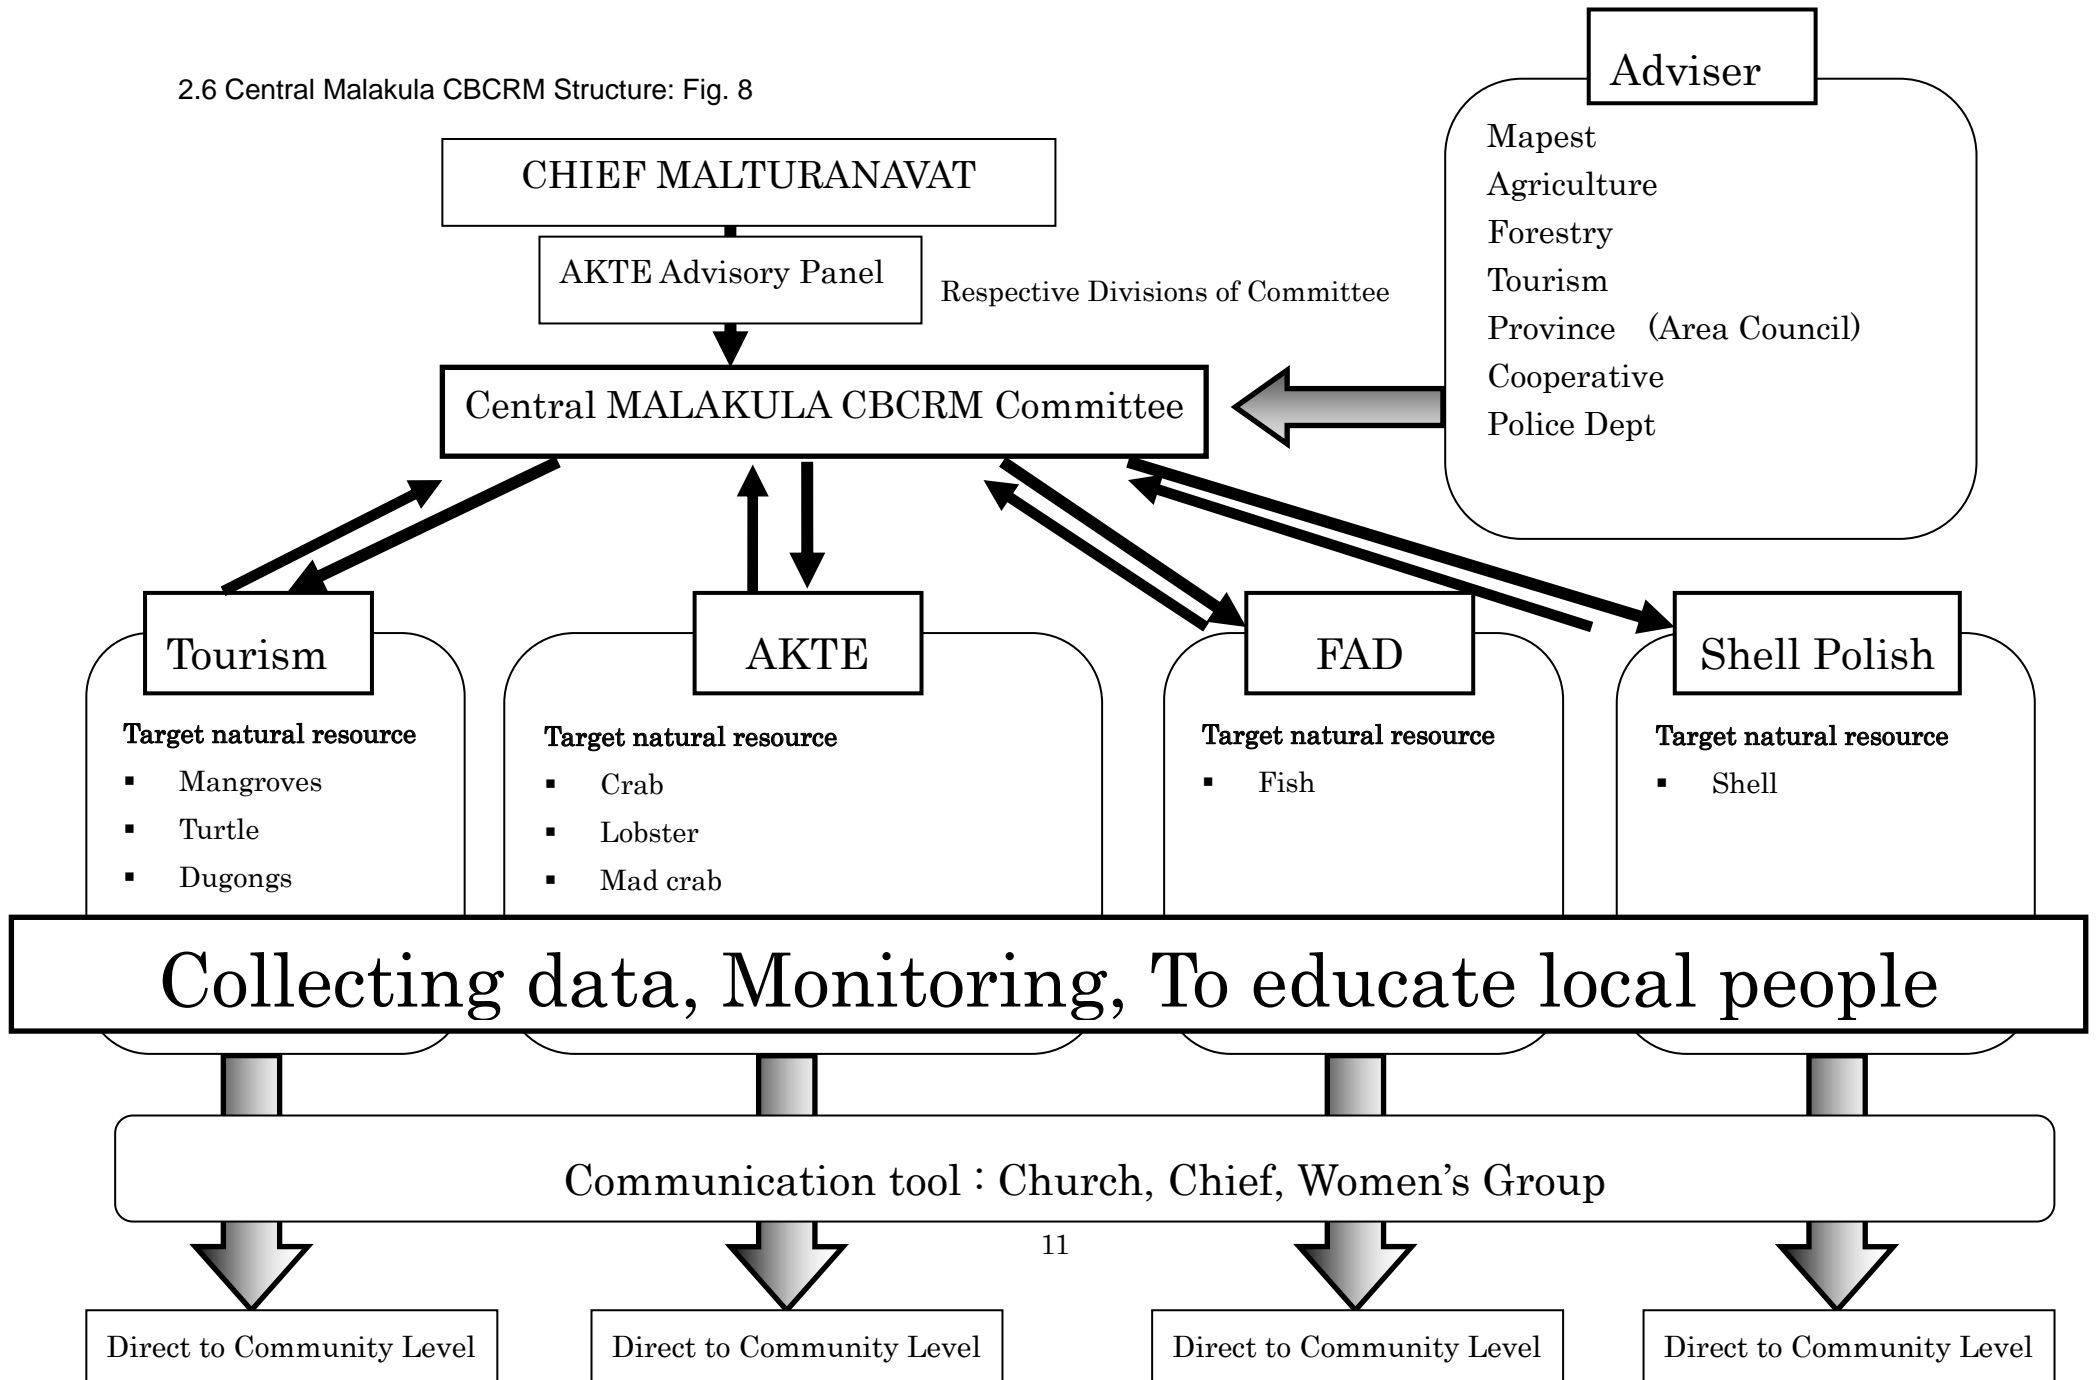 2.6 Central Malakula CBCRM Structure: Fig. 8
Adviser
Mapest
Agriculture
Forestry
Tourism
Province (Area Council)
Cooperative
Police Dept
CHIEF MALTURANAVAT
AKTE Advisory Panel
Respective Divisions of Committee
Central MALAKULA CBCRM Committee
Tourism
Target natural resource
▪ Mangroves
▪ Turtle
▪ Dugongs
AKTE
Target natural resource
▪ Crab
▪ Lobster
▪ Mad crab
FAD
Target natural resource
▪ Fish
Shell Polish
Target natural resource
▪ Shell
Collecting data, Monitoring, To educate local people
Communication tool : Church, Chief, Women’s Group
11
Direct to Community Level
Direct to Community Level
Direct to Community Level
Direct to Community Level